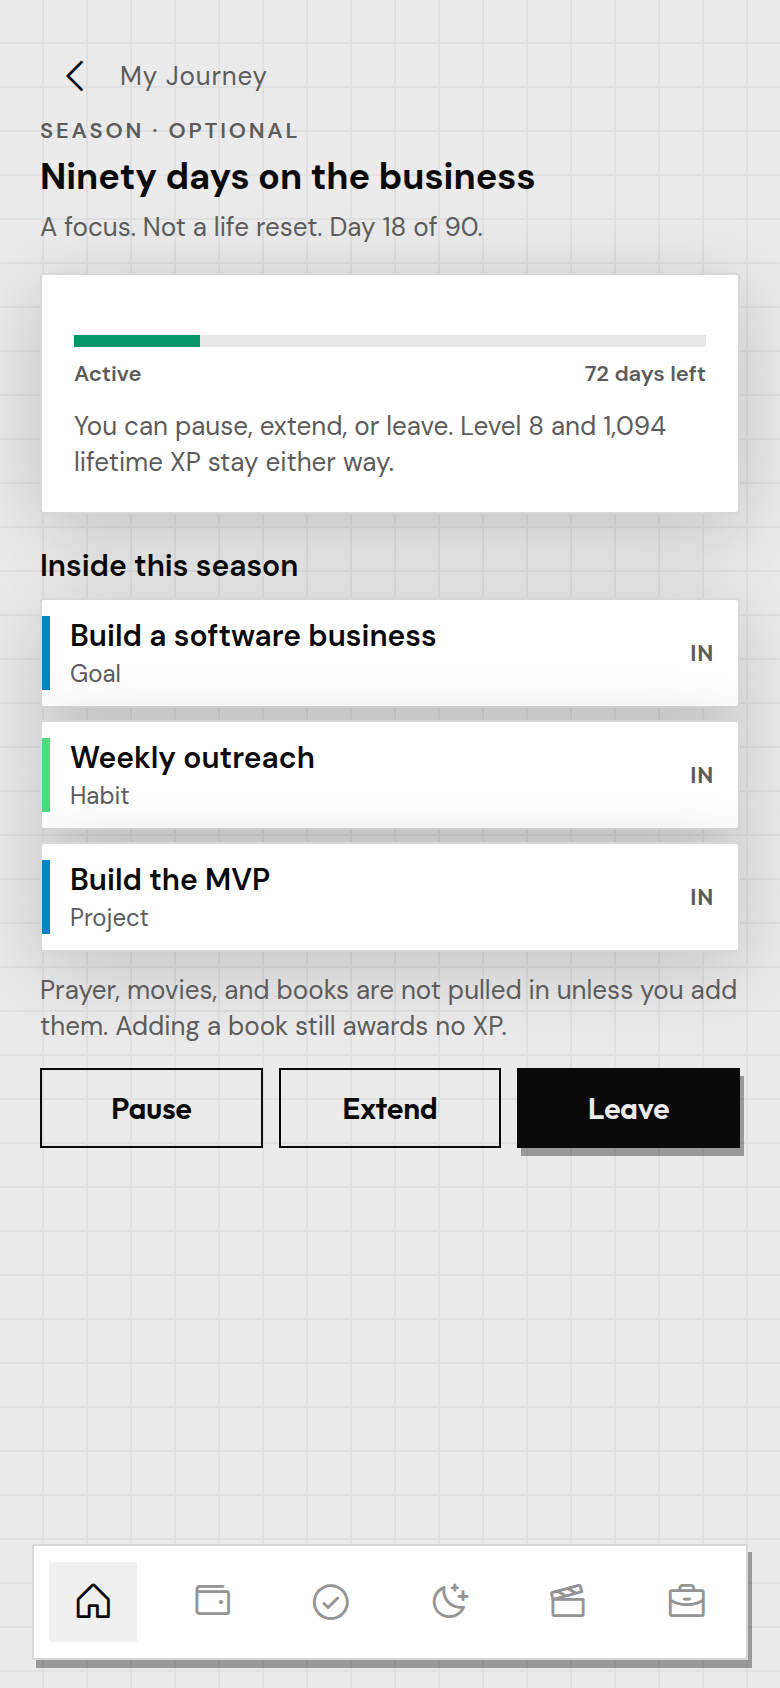 My Journey
SEASON · OPTIONAL
Ninety days on the business
A focus. Not a life reset. Day 18 of 90.
Active
72 days left
You can pause, extend, or leave. Level 8 and 1,094
lifetime XP stay either way.
Inside this season
Build a software business
Goal
IN
Weekly outreach
Habit
IN
Build the MVP
Project
IN
Prayer, movies, and books are not pulled in unless you add
them. Adding a book still awards no XP.
Pause
Extend
Leave